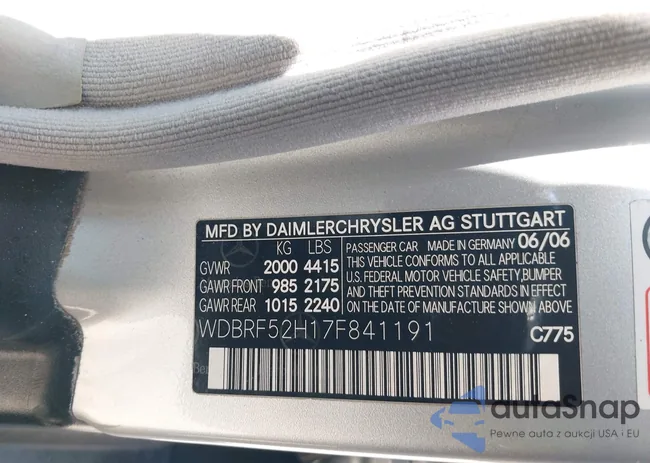 MFD BY DAIMLERCHRYSLER AG STUTTGART
KG LBS
GVWR 2000 4415
GAWR FRONT 985 2175
GAWR REAR 1015 2240
PASSENGER CAR MADE IN GERMANY 06/06
THIS VEHICLE CONFORMS TO ALL APPLICABLE
U.S. FEDERAL MOTOR VEHICLE SAFETY,BUMPER
AND THEFT PREVENTION STANDARDS IN EFFECT
ON THE DATE OF MANUFACTURE SHOWN ABOVE.
WDBRF52H17F841191
C775
autoSnap
Pewne auta z aukcji USA i EU